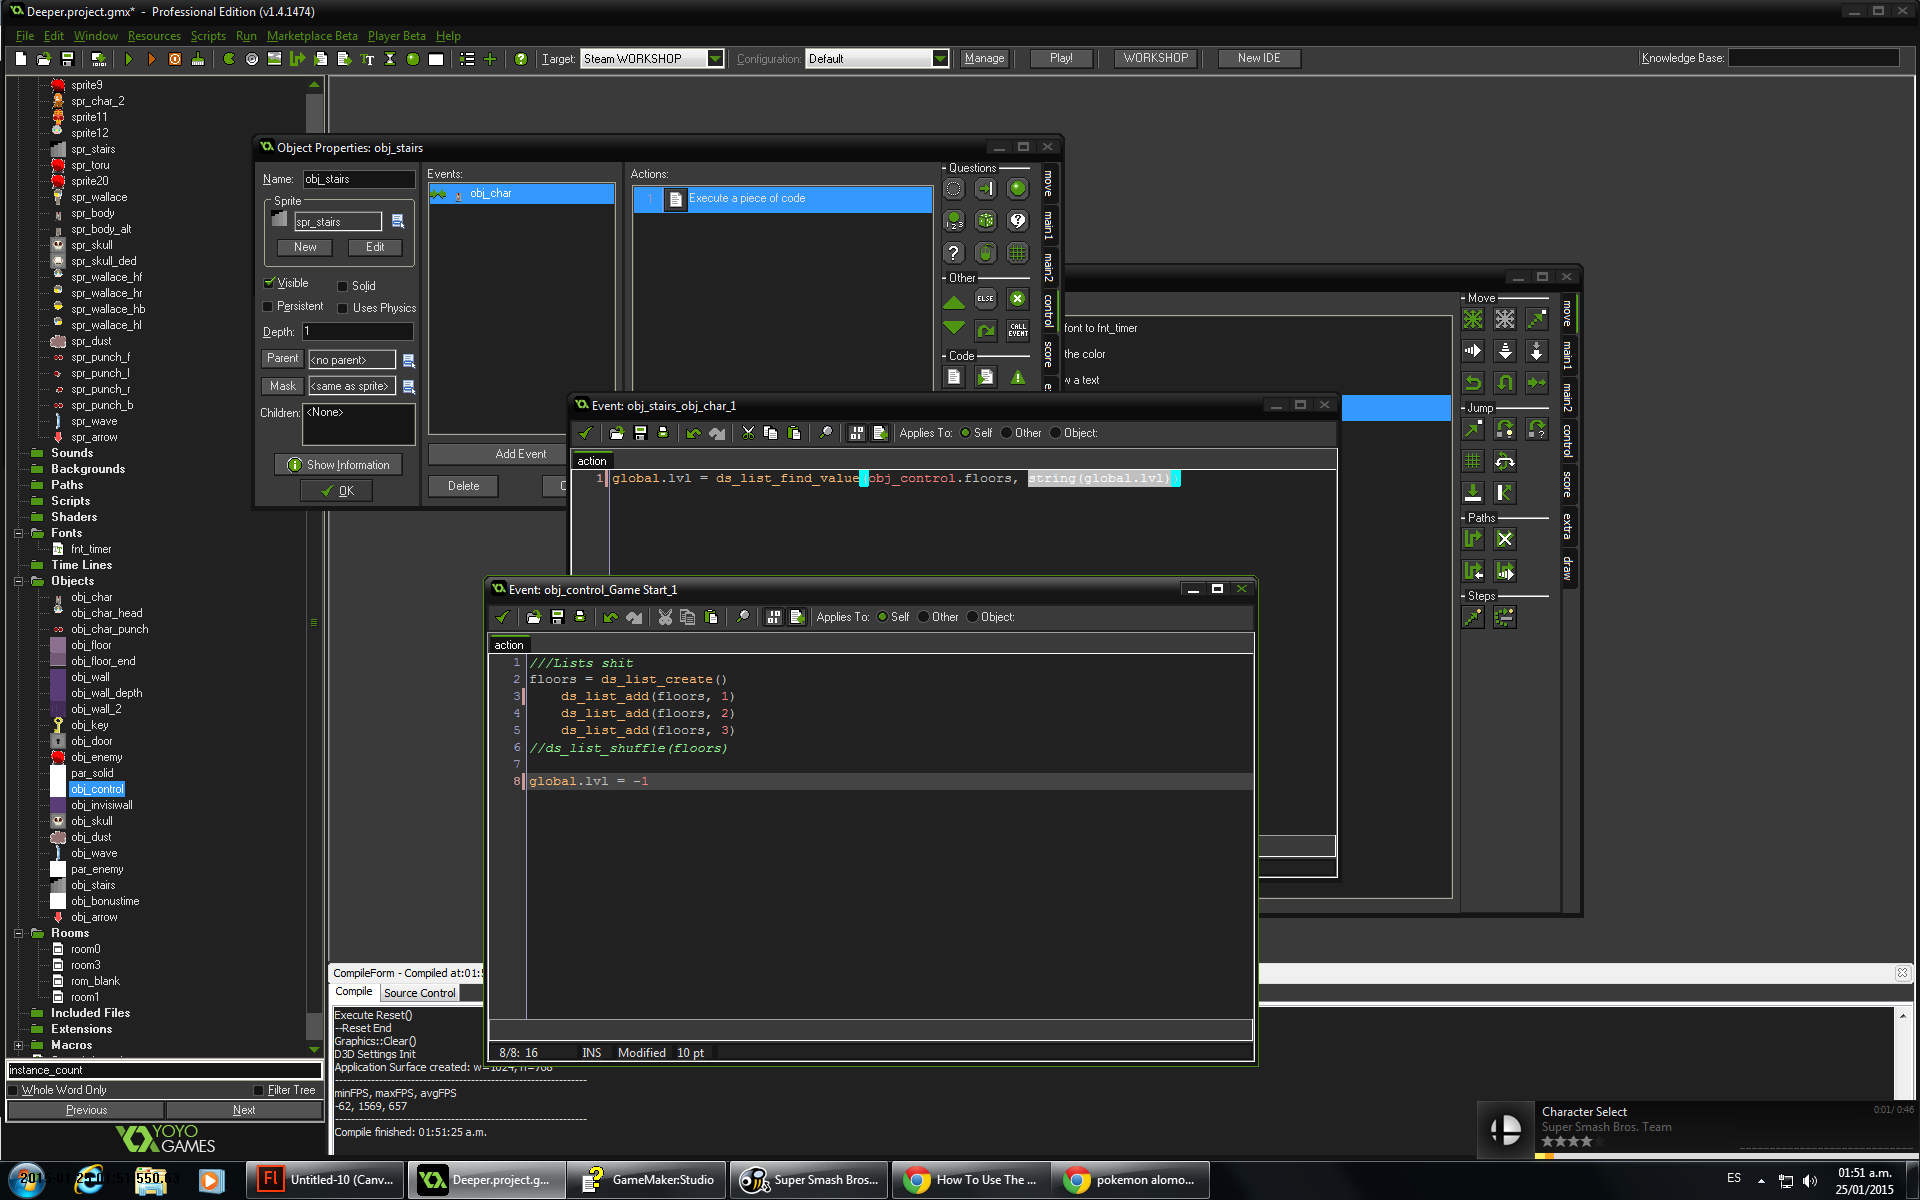 Deeper.project.gmx* - Professional Edition (v1.4.1474)
File Edit Window Resources Scripts Run Marketplace Beta Player Beta Help
Target: Steam WORKSHOP Configuration: Default Manage Play! WORKSHOP New IDE Knowledge Base:
sprite9
spr_char_2
sprite11
sprite12
spr_stairs
spr_toru
sprite20
spr_wallace
spr_body
spr_body_alt
spr_skull
spr_skull_ded
spr_wallace_hf
spr_wallace_hr
spr_wallace_hb
spr_wallace_hl
spr_dust
spr_punch_f
spr_punch_l
spr_punch_r
spr_punch_b
spr_wave
spr_arrow
Sounds
Backgrounds
Paths
Scripts
Shaders
Fonts
fnt_timer
Time Lines
Objects
obj_char
obj_char_head
obj_char_punch
obj_floor
obj_floor_end
obj_wall
obj_wall_depth
obj_wall_2
obj_key
obj_door
obj_enemy
par_solid
obj_control
obj_invisiwall
obj_skull
obj_dust
obj_wave
par_enemy
obj_stairs
obj_bonustime
obj_arrow
Rooms
room0
room3
rom_blank
room1
Included Files
Extensions
Macros
instance_count
Whole Word Only Filter Tree
Previous Next
YOYO
GAMES
Object Properties: obj_stairs
Name: obj_stairs
Sprite
spr_stairs
New Edit
Visible Solid
Persistent Uses Physics
Depth: 1
Parent <no parent>
Mask <same as sprite>
Children: <None>
Show Information
OK
Events:
obj_char
Add Event
Delete
Actions:
1 Execute a piece of code
Questions
Other
ELSE
CALL
EVENT
Code
move
main1
main2
control
score
font to fnt_timer
the color
w a text
Move
Jump
Paths
Steps
move
main1
main2
control
score
extra
draw
Event: obj_stairs_obj_char_1
Applies To: Self Other Object:
action
1 global.lvl = ds_list_find_value(obj_control.floors, string(global.lvl))
Event: obj_control_Game Start_1
Applies To: Self Other Object:
action
1 ///Lists shit
2 floors = ds_list_create()
3 ds_list_add(floors, 1)
4 ds_list_add(floors, 2)
5 ds_list_add(floors, 3)
6 //ds_list_shuffle(floors)
7
8 global.lvl = -1
8/8: 16 INS Modified 10 pt
CompileForm - Compiled at:01:5
Compile Source Control
Execute Reset()
--Reset End
Graphics::Clear()
D3D Settings Init
Application Surface created: w=1024, h=768
minFPS, maxFPS, avgFPS
-62, 1569, 657
Compile finished: 01:51:25 a.m.
Character Select
Super Smash Bros. Team
0:01/ 0:46
Untitled-10 (Canv...
Deeper.project.g...
GameMaker:Studio
Super Smash Bros...
How To Use The ...
pokemon alomo...
ES
01:51 a.m.
25/01/2015